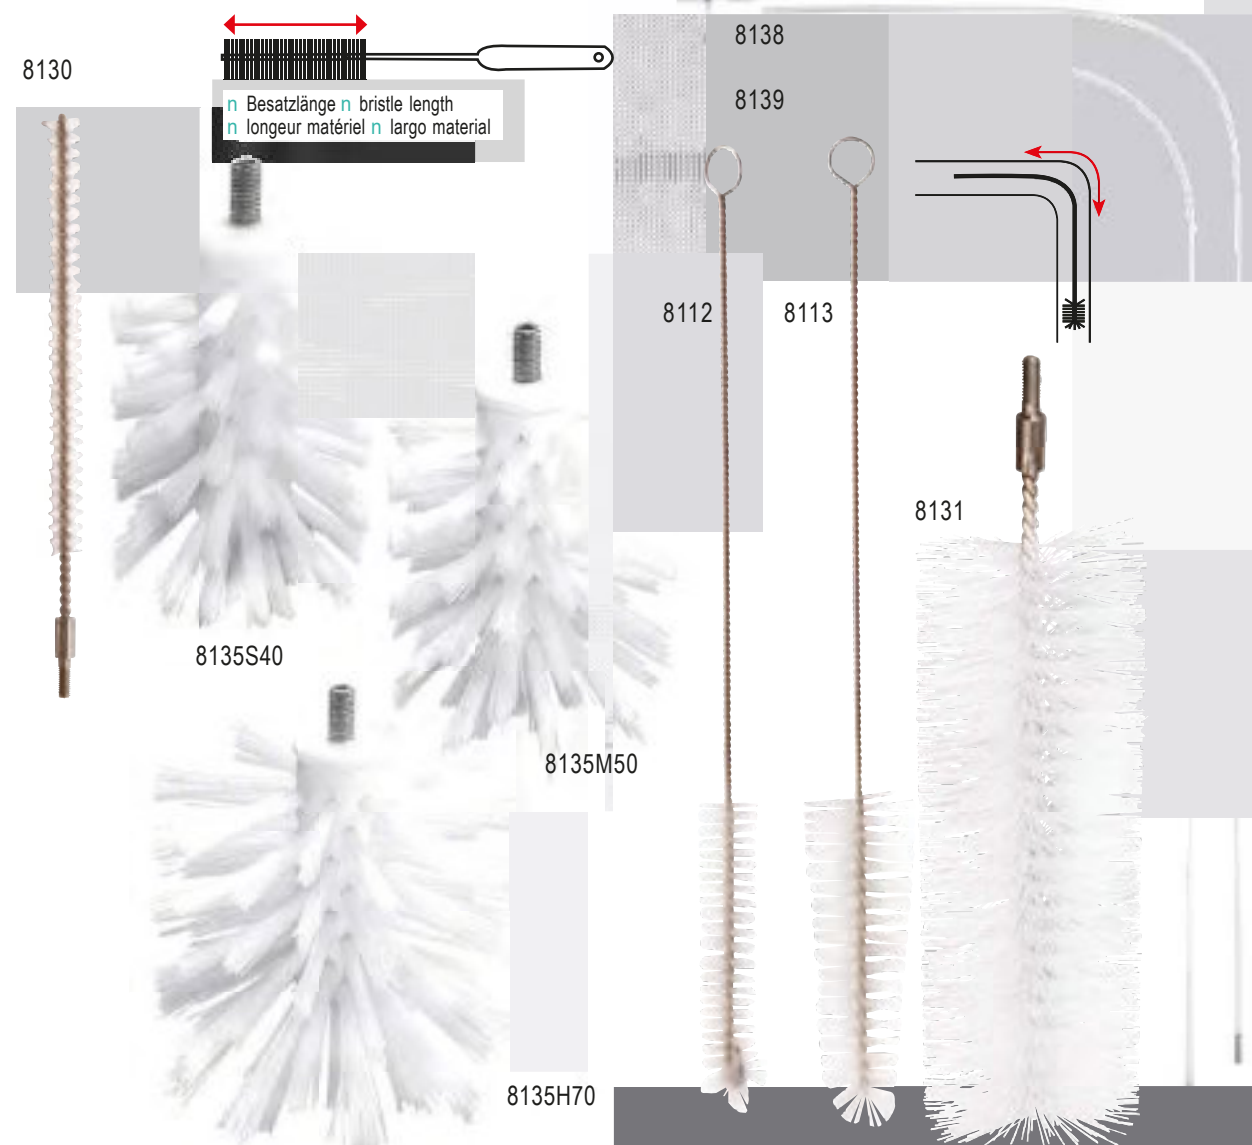 8130
n Besatzlänge n bristle length
n longeur matériel n largo material
8138
8139
8112
8113
8131
8135S40
8135M50
8135H70